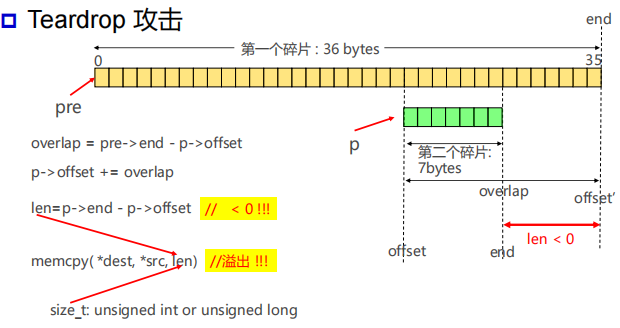 Teardrop 攻击
end
第一个碎片 : 36 bytes
0
35
pre
p
overlap = pre->end - p->offset
第二个碎片:
7bytes
p->offset += overlap
overlap
offset’
len=p->end - p->offset // < 0 !!!
len < 0
offset
end
memcpy( *dest, *src, len) //溢出 !!!
size_t: unsigned int or unsigned long